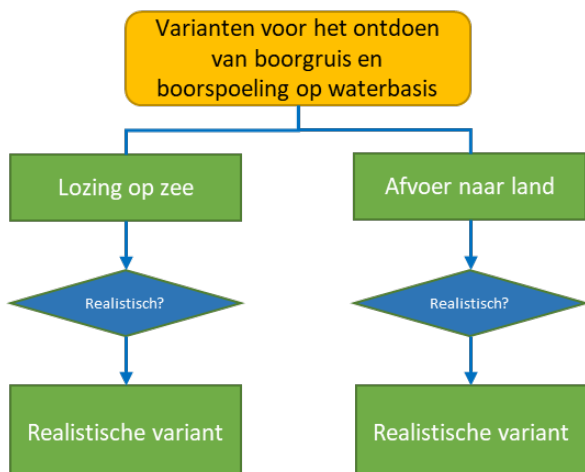 Varianten voor het ontdoen
van boorgruis en
boorspoeling op waterbasis
Lozing op zee
Afvoer naar land
Realistisch?
Realistisch?
Realistische variant
Realistische variant